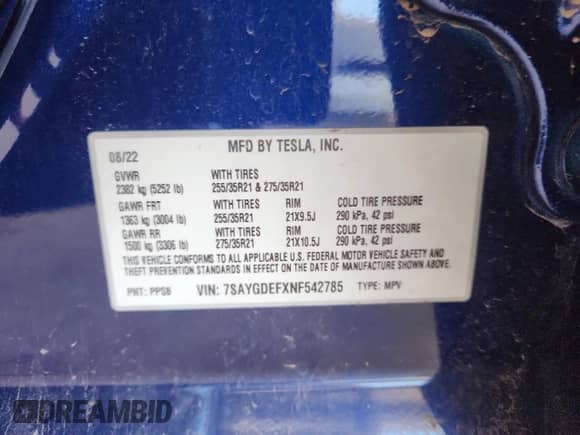 MFD BY TESLA, INC.
08/22
GVWR WITH TIRES
2382 kg (5252 lb) 255/35R21 & 275/35R21
GAWR FRT WITH TIRES RIM COLD TIRE PRESSURE
1363 kg (3004 lb) 255/35R21 21X9.5J 290 kPa, 42 psi
GAWR RR WITH TIRES RIM COLD TIRE PRESSURE
1500 kg (3306 lb) 275/35R21 21X10.5J 290 kPa, 42 psi
THIS VEHICLE CONFORMS TO ALL APPLICABLE U.S. FEDERAL MOTOR VEHICLE SAFETY AND
THEFT PREVENTION STANDARDS IN EFFECT ON THE DATE OF MANUFACTURE SHOWN ABOVE.
PNT: PPSB VIN: 7SAYGDEFXNF542785 TYPE: MPV
DREAMBID